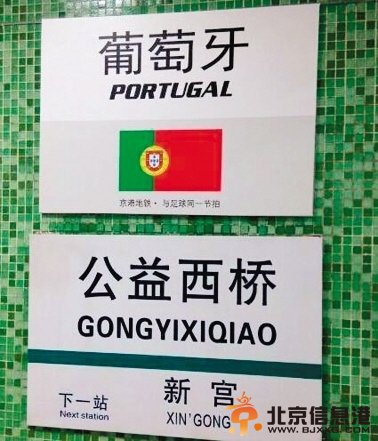 葡萄牙
PORTUGAL
京港地铁·与足球同一节拍
公益西桥
GONGYIXIQIAO
下一站
Next station
新宫
XIN'GONG
北京信息港
WWW.BJXXG.COM